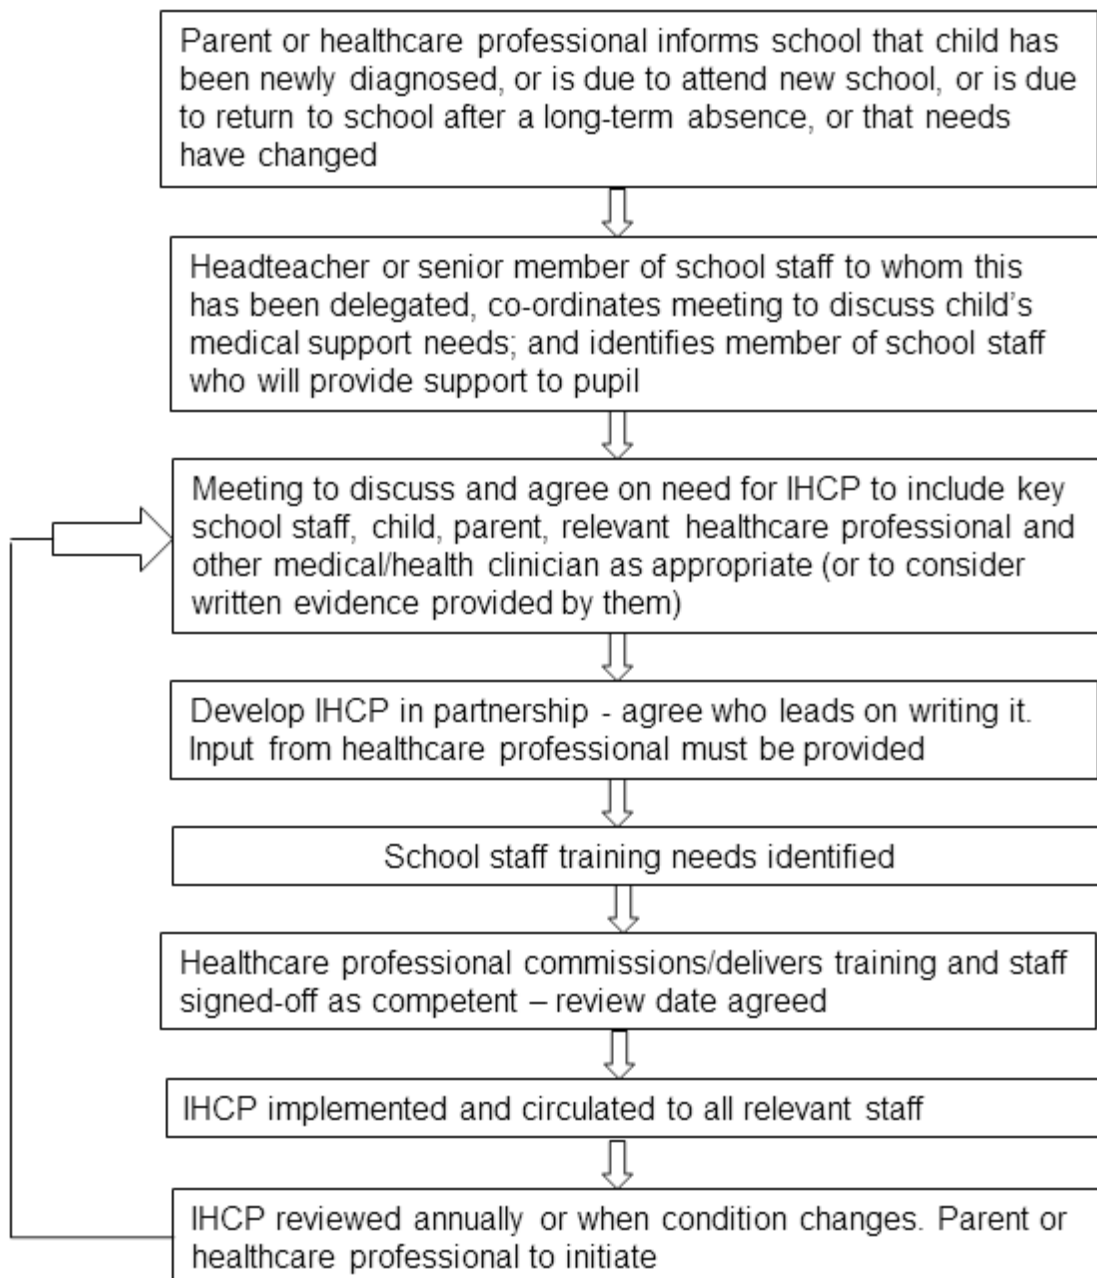 Parent or healthcare professional informs school that child has
been newly diagnosed, or is due to attend new school, or is due
to return to school after a long-term absence, or that needs
have changed
Headteacher or senior member of school staff to whom this
has been delegated, co-ordinates meeting to discuss child's
medical support needs; and identifies member of school staff
who will provide support to pupil
Meeting to discuss and agree on need for IHCP to include key
school staff, child, parent, relevant healthcare professional and
other medical/health clinician as appropriate (or to consider
written evidence provided by them)
Develop IHCP in partnership - agree who leads on writing it.
Input from healthcare professional must be provided
School staff training needs identified
Healthcare professional commissions/delivers training and staff
signed-off as competent – review date agreed
IHCP implemented and circulated to all relevant staff
IHCP reviewed annually or when condition changes. Parent or
healthcare professional to initiate